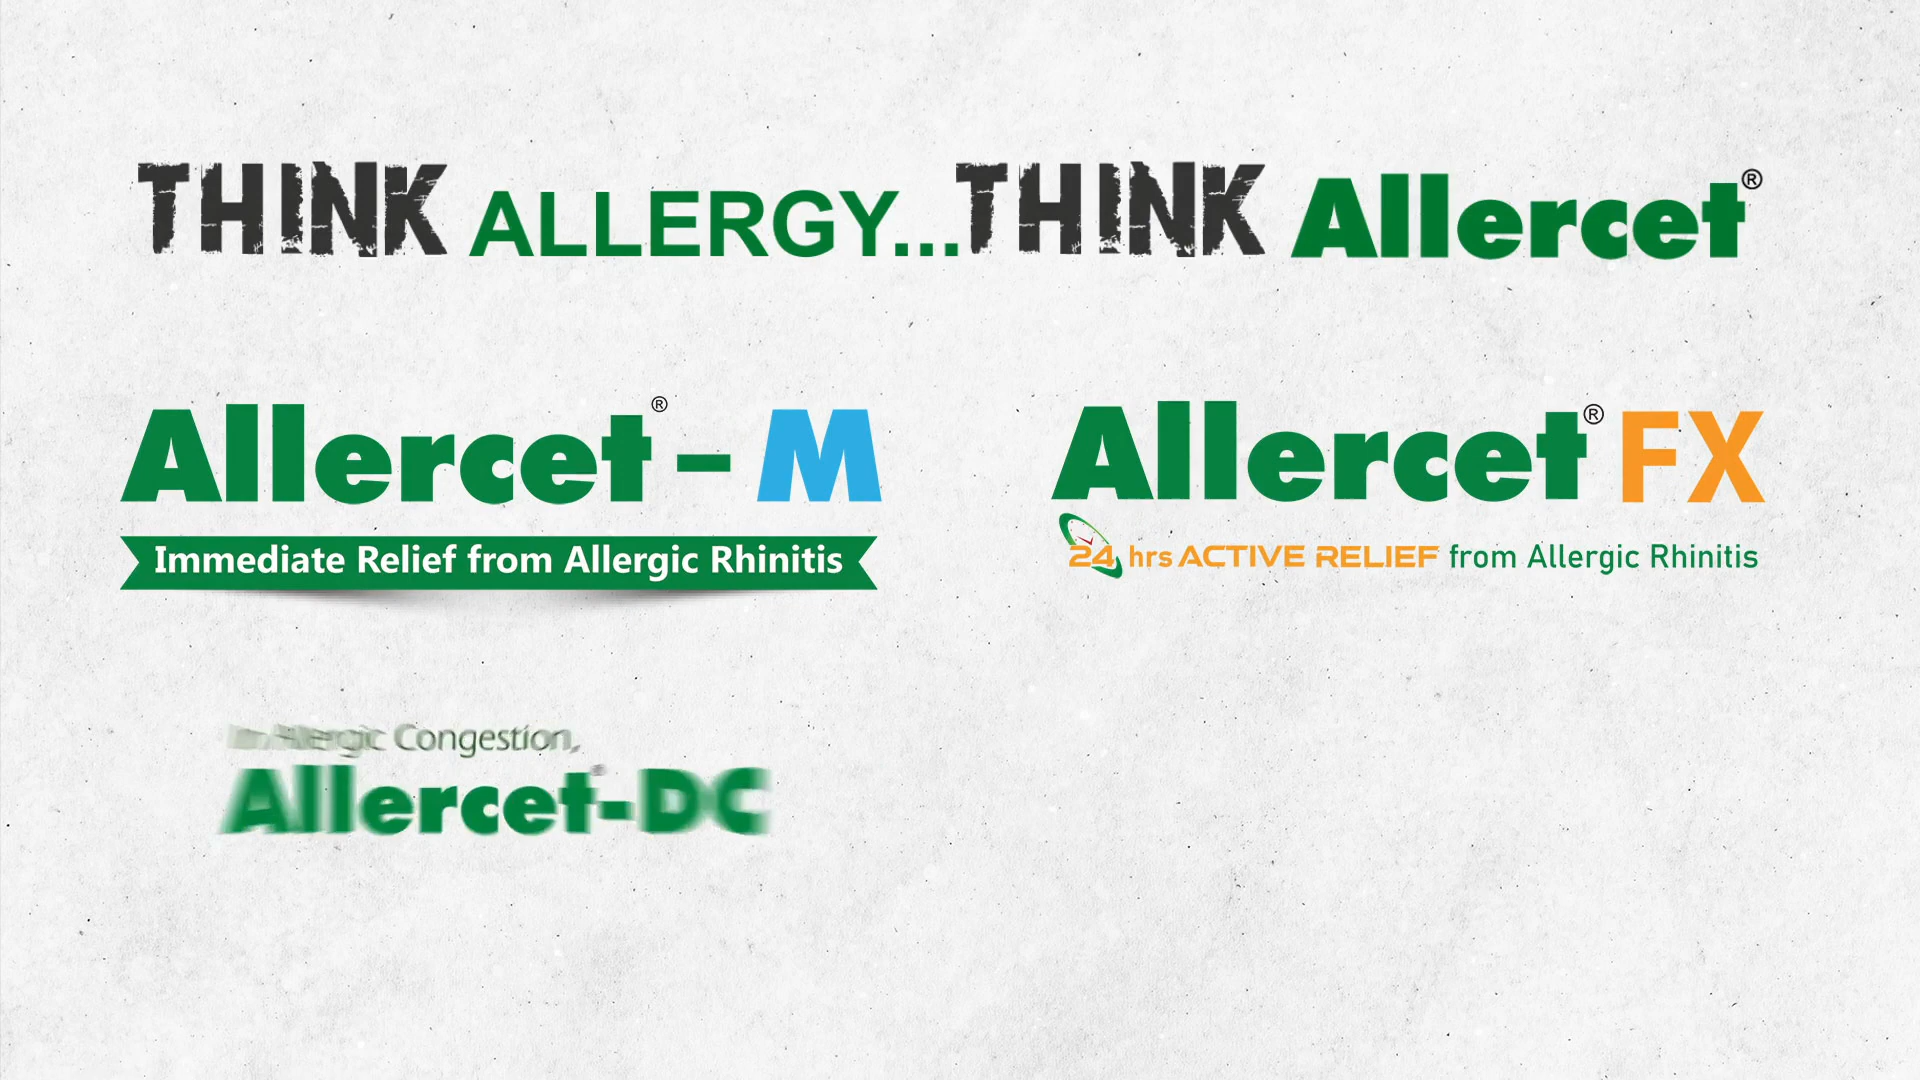 THINK ALLERGY...THINK Allercet®
Allercet® - M
Immediate Relief from Allergic Rhinitis
Allercet® FX
24 hrs ACTIVE RELIEF from Allergic Rhinitis
Allergic Congestion,
Allercet®-DC